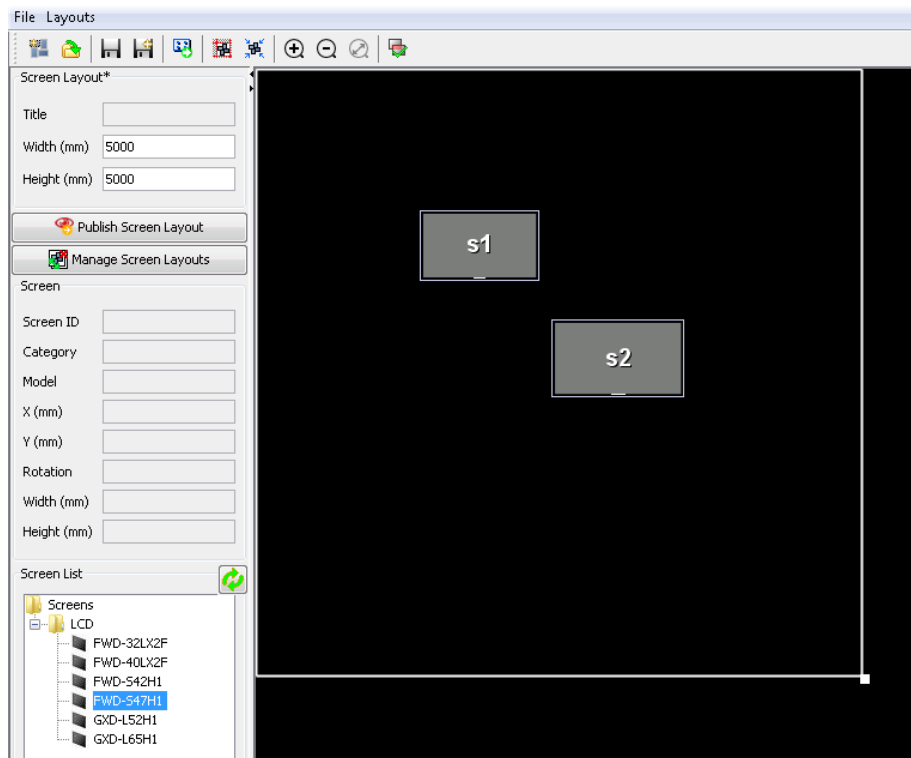 File Layouts
Screen Layout*
Title
Width (mm) 5000
Height (mm) 5000
Publish Screen Layout
Manage Screen Layouts
Screen
Screen ID
Category
Model
X (mm)
Y (mm)
Rotation
Width (mm)
Height (mm)
Screen List
Screens
LCD
FWD-32LX2F
FWD-40LX2F
FWD-S42H1
FWD-S47H1
GXD-L52H1
GXD-L65H1
s1
s2